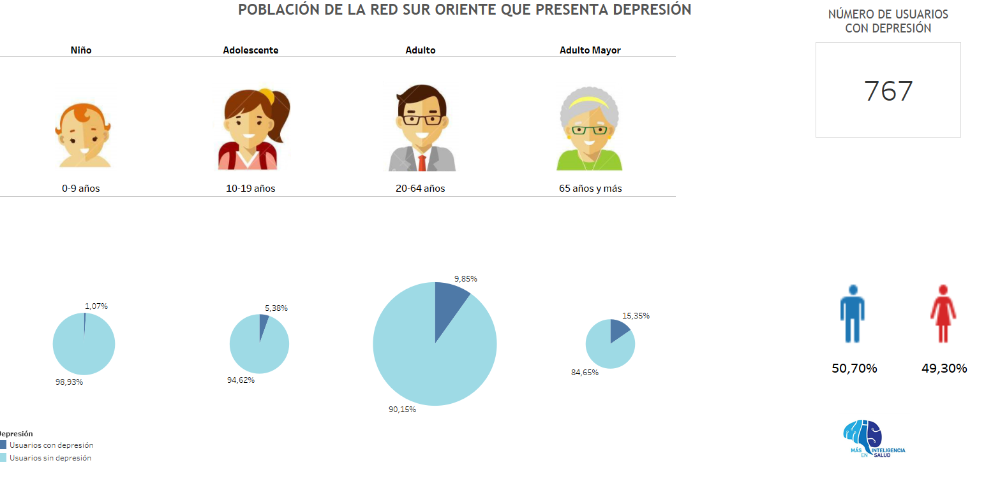 POBLACIÓN DE LA RED SUR ORIENTE QUE PRESENTA DEPRESIÓN
NÚMERO DE USUARIOS
CON DEPRESIÓN
767
Niño Adolescente Adulto Adulto Mayor
0-9 años 10-19 años 20-64 años 65 años y más
1,07% 5,38% 9,85% 15,35%
98,93% 94,62% 90,15% 84,65%
50,70% 49,30%
Depresión
Usuarios con depresión
Usuarios sin depresión
MÁS INTELIGENCIA
EN SALUD